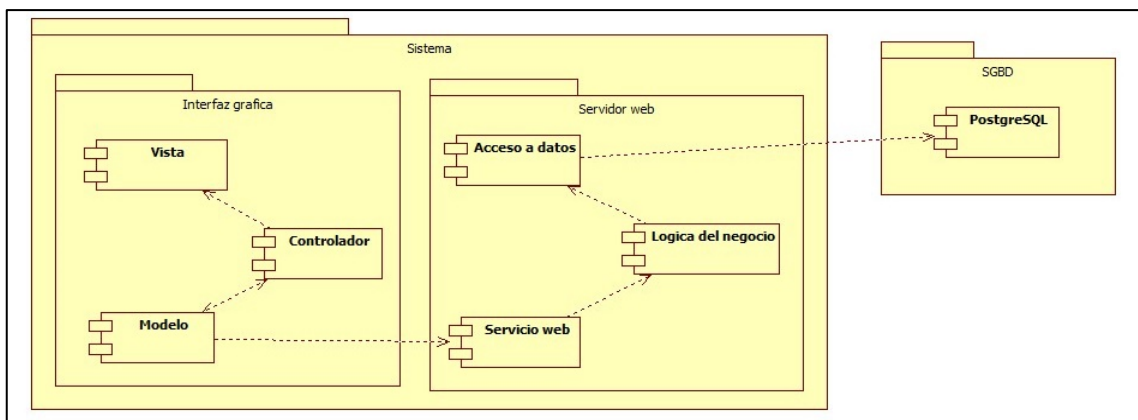 Sistema
SGBD
Interfaz grafica
Servidor web
PostgreSQL
Vista
Acceso a datos
Controlador
Logica del negocio
Modelo
Servicio web